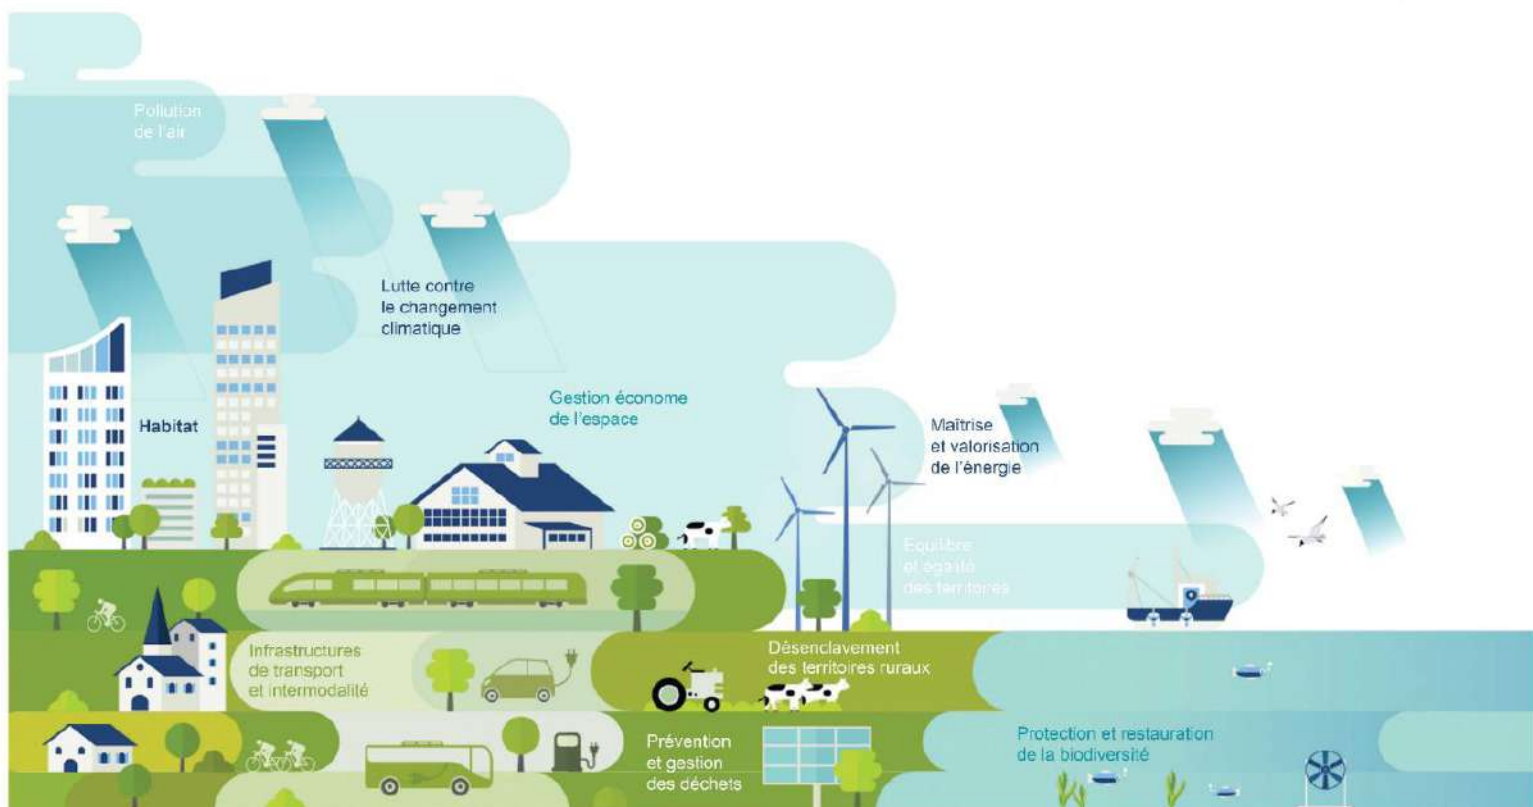 Pollution
de l'air
Lutte contre
le changement
climatique
Gestion économe
de l'espace
Habitat
Maîtrise
et valorisation
de l'énergie
Equilibre
et égalité
des territoires
Infrastructures
de transport
et intermodalité
Désenclavement
des territoires ruraux
Prévention
et gestion
des déchets
Protection et restauration
de la biodiversité